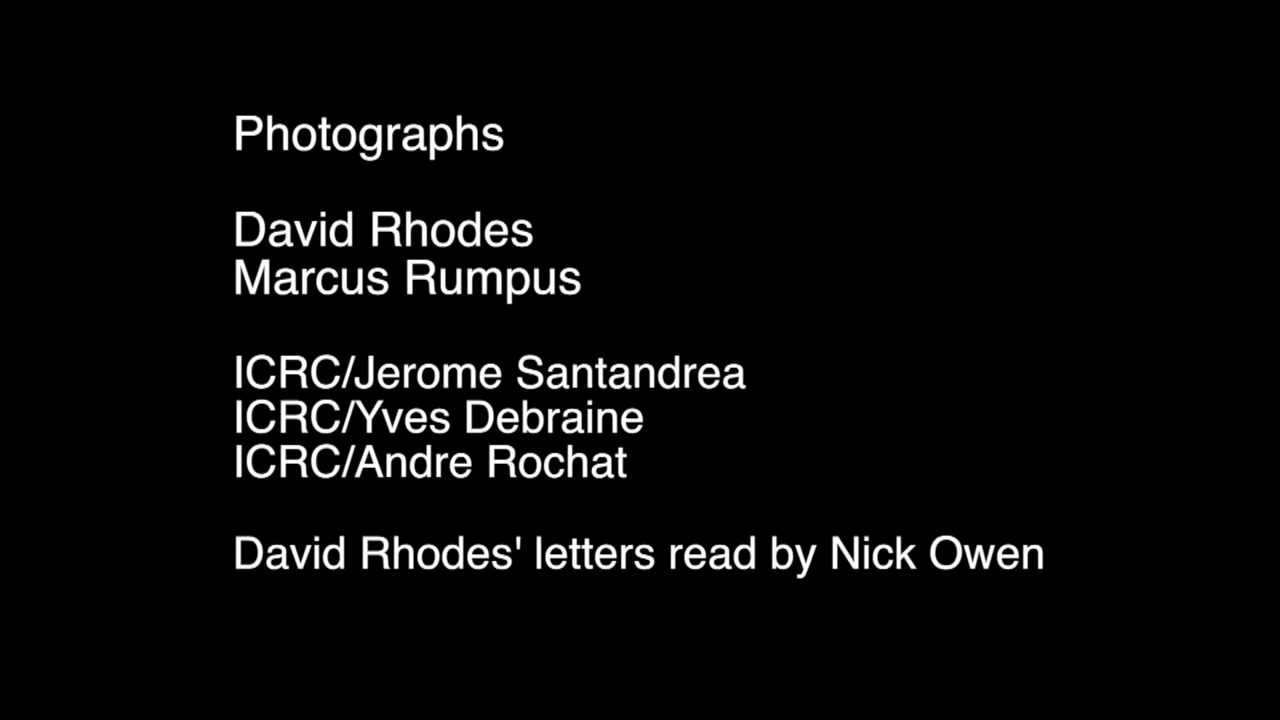 Photographs
David Rhodes
Marcus Rumpus
ICRC/Jerome Santandrea
ICRC/Yves Debraine
ICRC/Andre Rochat
David Rhodes' letters read by Nick Owen